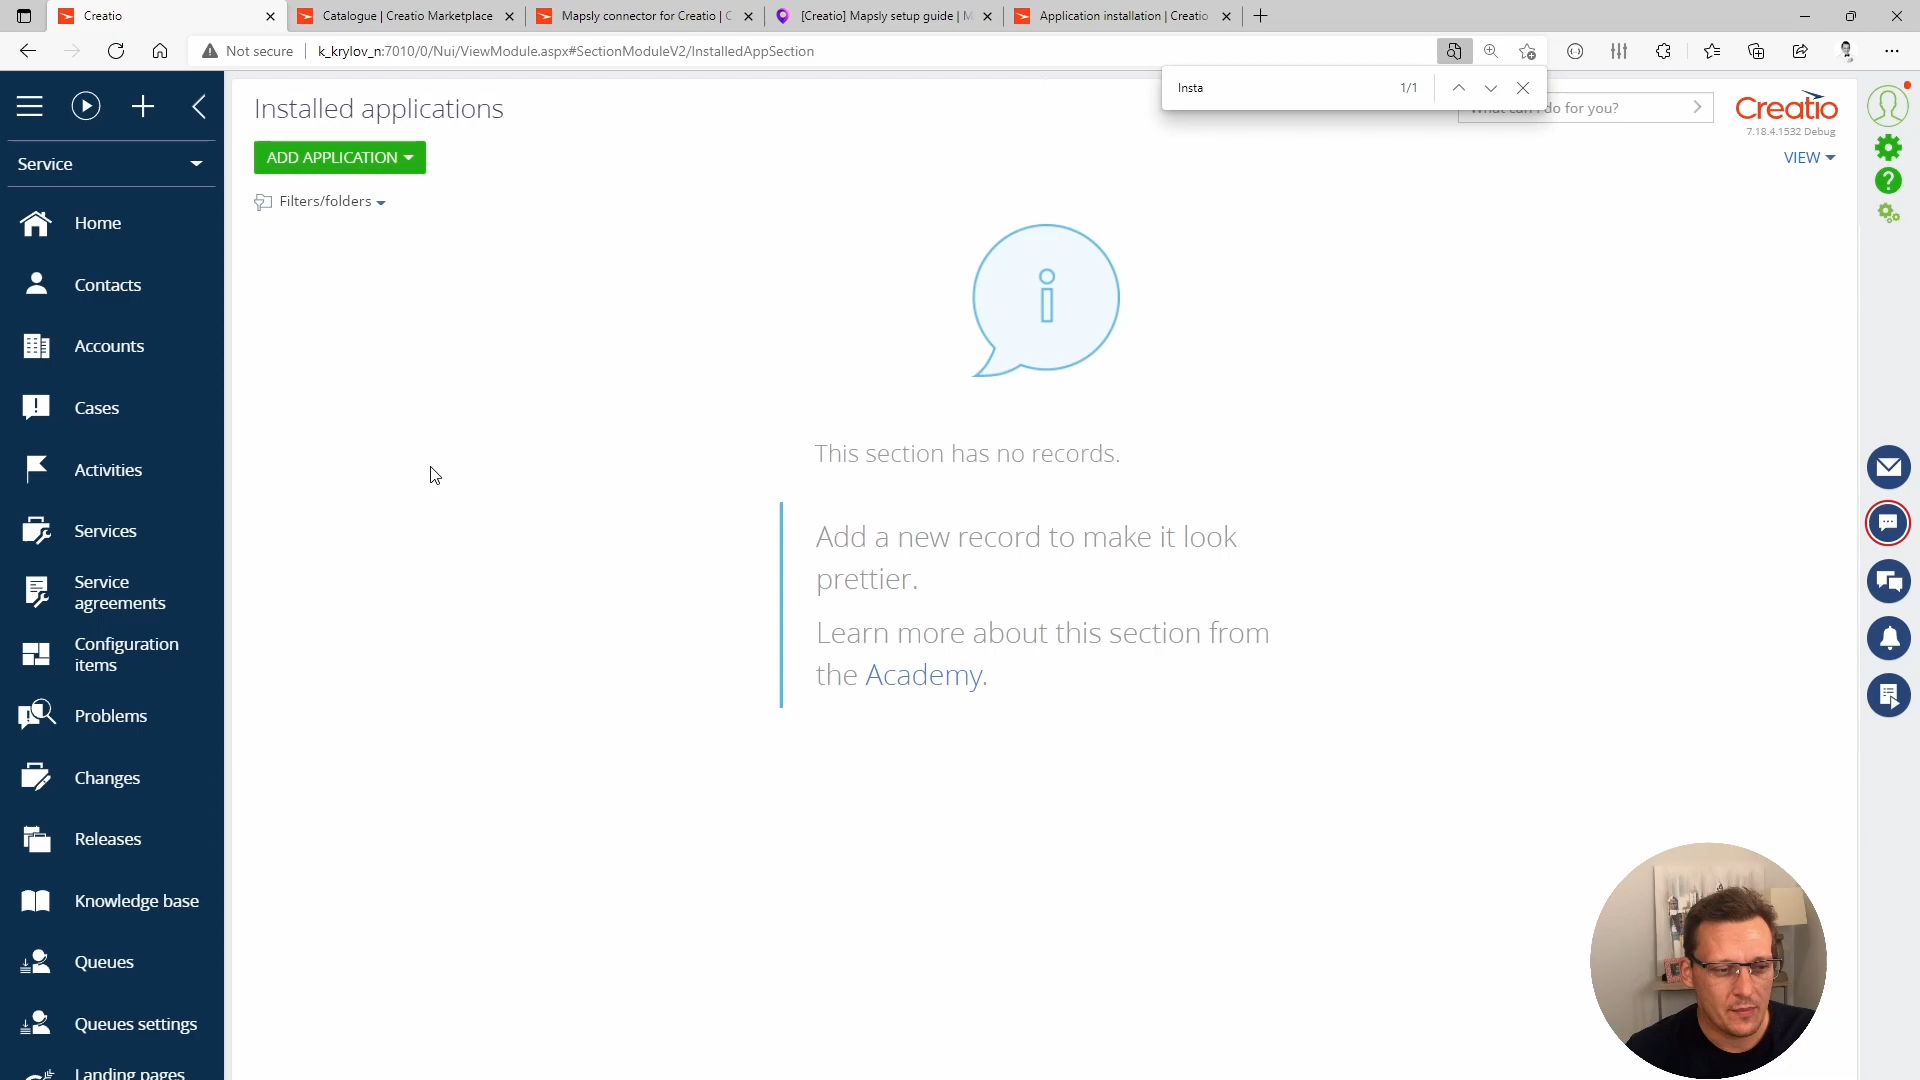 Creatio
Catalogue | Creatio Marketplace
Mapsly connector for Creatio | C
[Creatio] Mapsly setup guide | M
Application installation | Creatio
Not secure
k_krylov_n:7010/0/Nui/ViewModule.aspx#SectionModuleV2/InstalledAppSection
Insta
1/1
Installed applications
What can I do for you?
Creatio
7.18.4.1532 Debug
ADD APPLICATION
VIEW
Filters/folders
Service
Home
Contacts
Accounts
Cases
Activities
Services
Service
agreements
Configuration
items
Problems
Changes
Releases
Knowledge base
Queues
Queues settings
Landing pages
This section has no records.
Add a new record to make it look
prettier.
Learn more about this section from
the Academy.